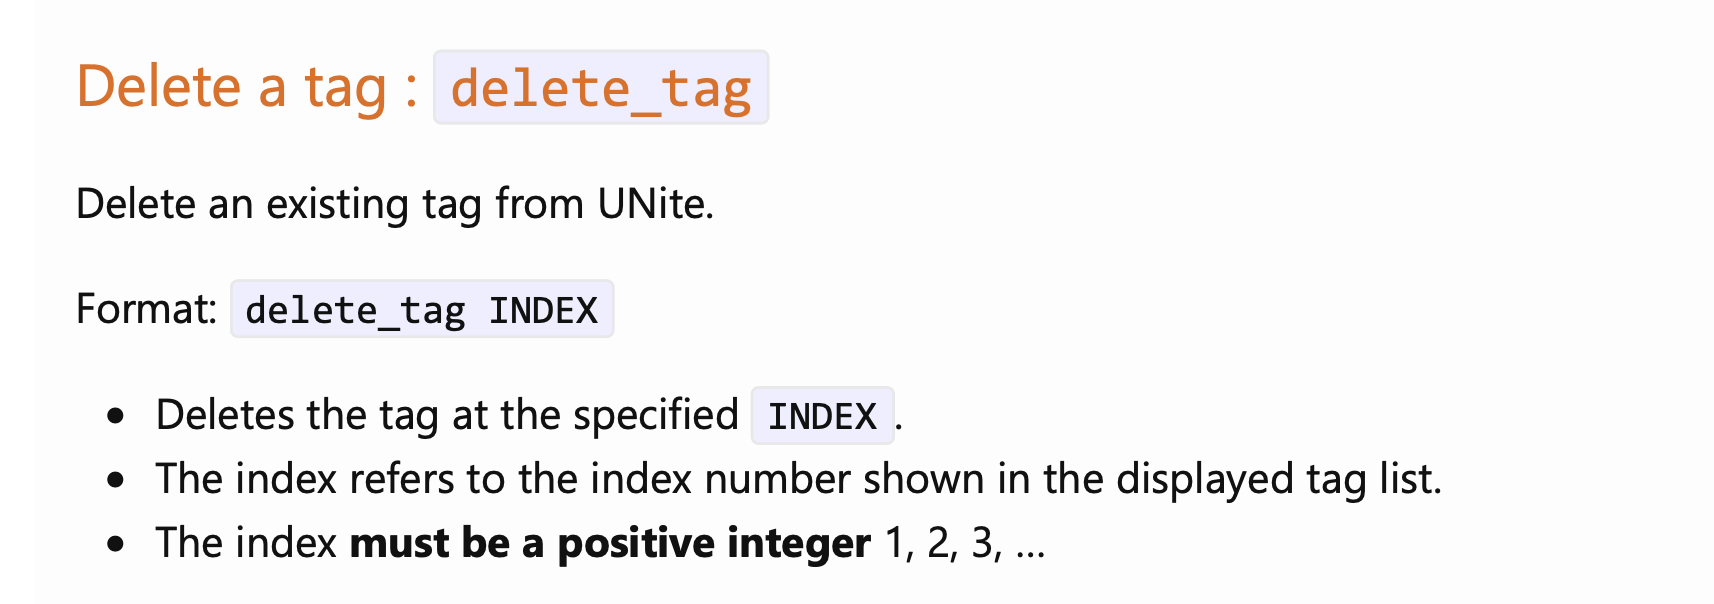 Delete a tag : delete_tag
Delete an existing tag from UNite.
Format: delete_tag INDEX
• Deletes the tag at the specified INDEX.
• The index refers to the index number shown in the displayed tag list.
• The index must be a positive integer 1, 2, 3, ...